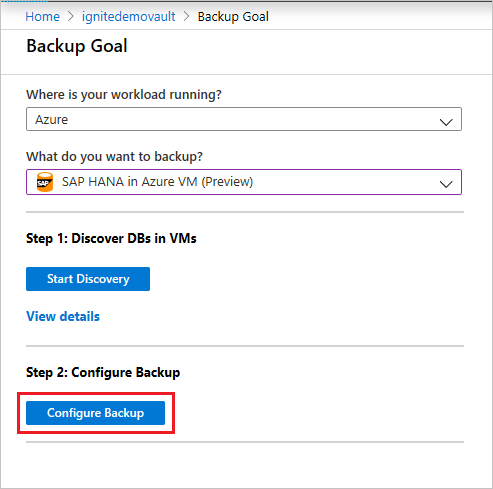 Home > ignitedemovault > Backup Goal
Backup Goal
Where is your workload running?
Azure
What do you want to backup?
SAP SAP HANA in Azure VM (Preview)
Step 1: Discover DBs in VMs
Start Discovery
View details
Step 2: Configure Backup
Configure Backup